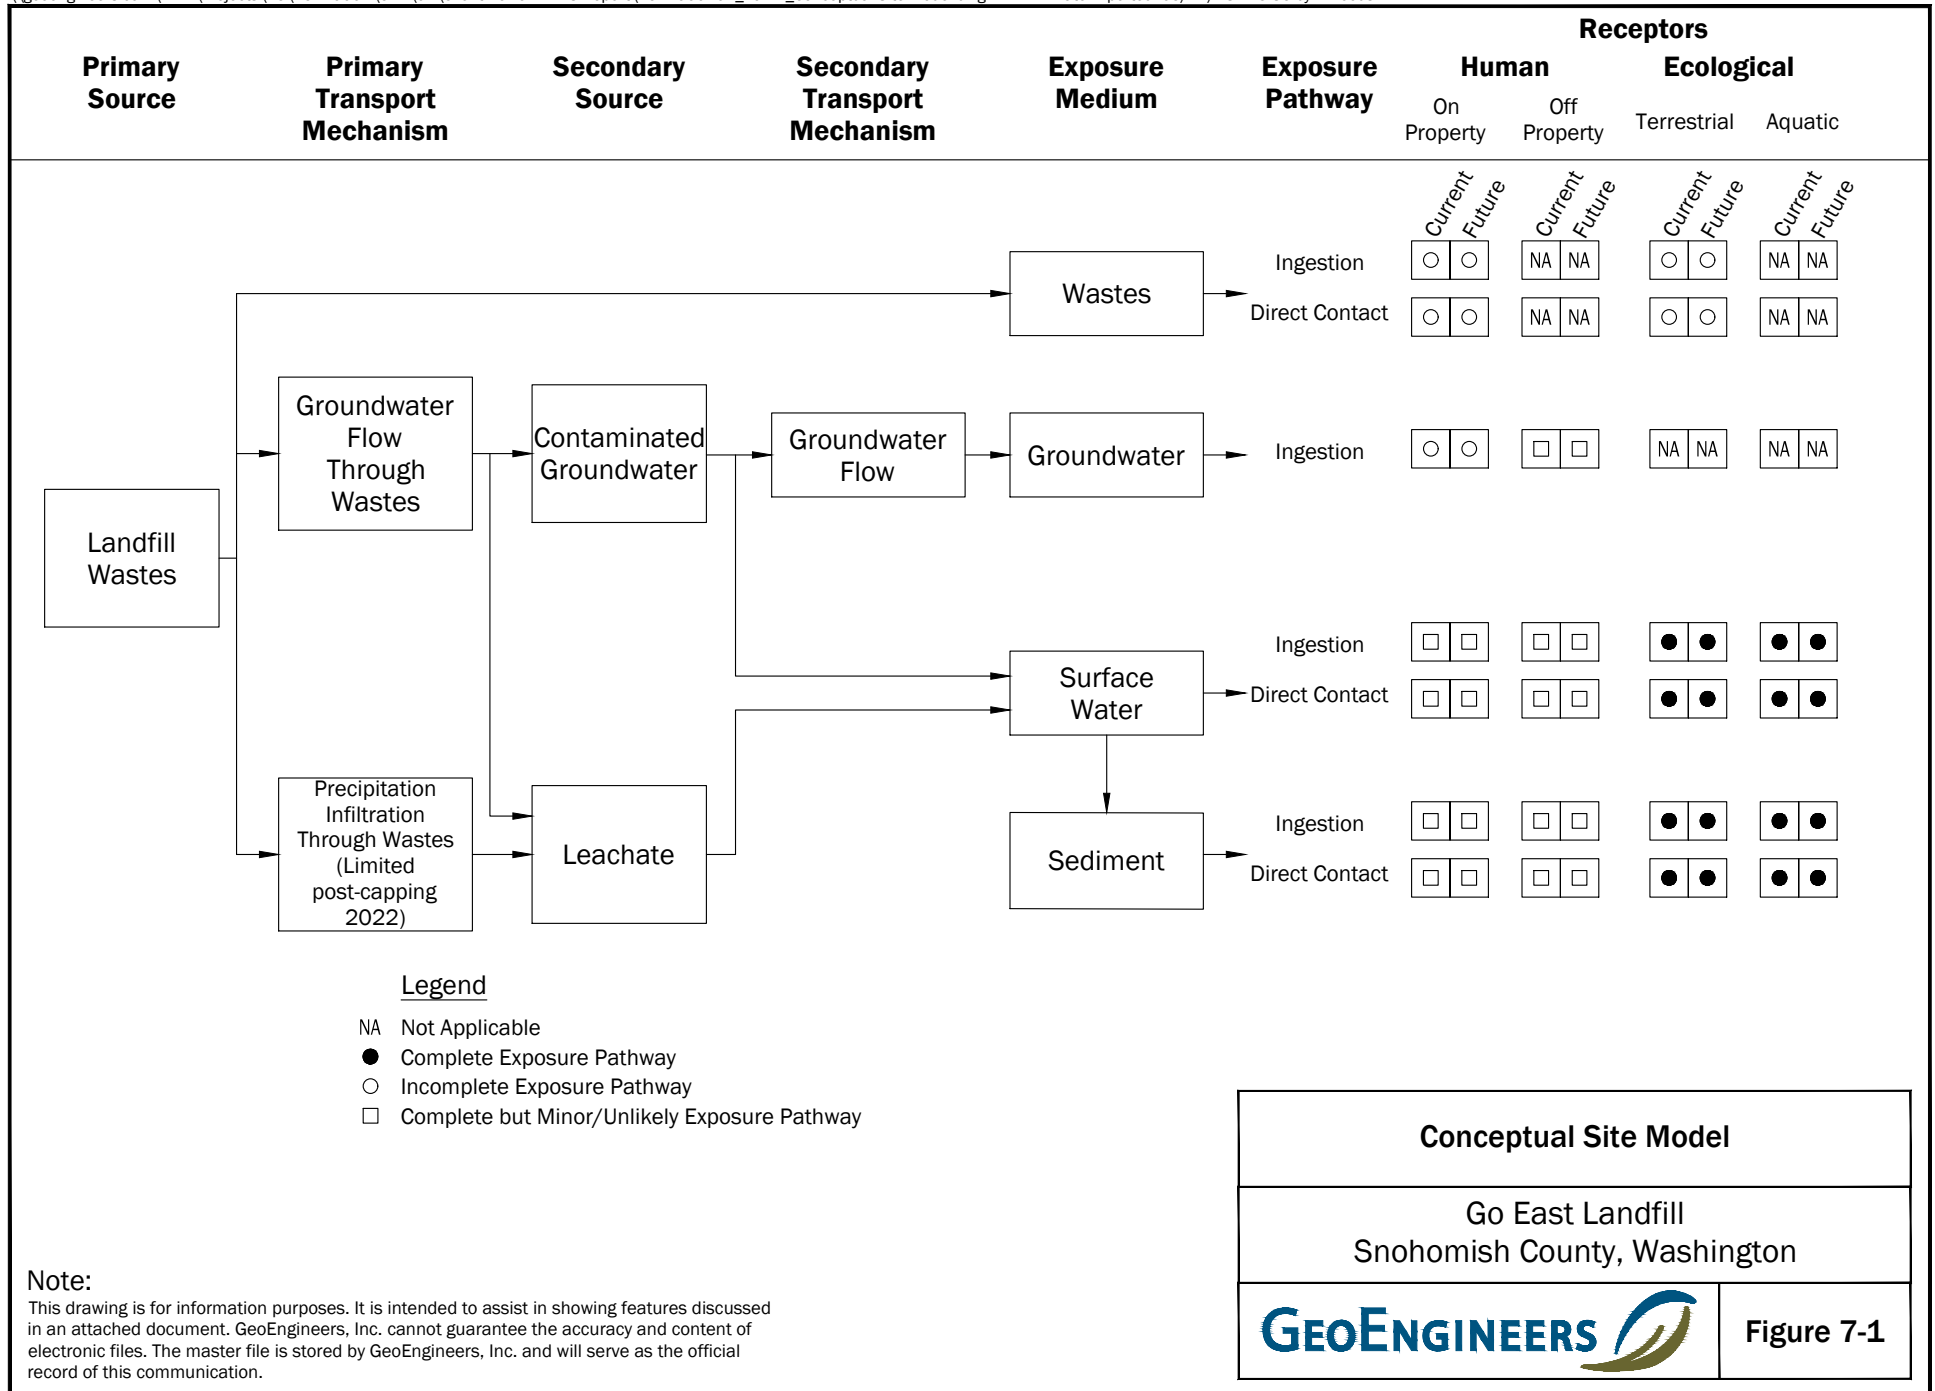 Receptors
Primary
Source
Primary
Transport
Mechanism
Secondary
Source
Secondary
Transport
Mechanism
Exposure
Medium
Exposure
Pathway
Human
Ecological
On
Property
Off
Property
Terrestrial
Aquatic
Current
Future
Current
Future
Current
Future
Current
Future
Wastes
Ingestion
NA NA
NA NA
Direct Contact
NA NA
NA NA
Groundwater
Flow
Through
Wastes
Contaminated
Groundwater
Groundwater
Flow
Groundwater
Ingestion
NA NA
NA NA
Landfill
Wastes
Surface
Water
Ingestion
Direct Contact
Precipitation
Infiltration
Through Wastes
(Limited
post-capping
2022)
Leachate
Sediment
Ingestion
Direct Contact
Legend
NA Not Applicable
Complete Exposure Pathway
Incomplete Exposure Pathway
Complete but Minor/Unlikely Exposure Pathway
Conceptual Site Model
Go East Landfill
Snohomish County, Washington
GEOENGINEERS
Figure 7-1
Note:
This drawing is for information purposes. It is intended to assist in showing features discussed
in an attached document. GeoEngineers, Inc. cannot guarantee the accuracy and content of
electronic files. The master file is stored by GeoEngineers, Inc. and will serve as the official
record of this communication.